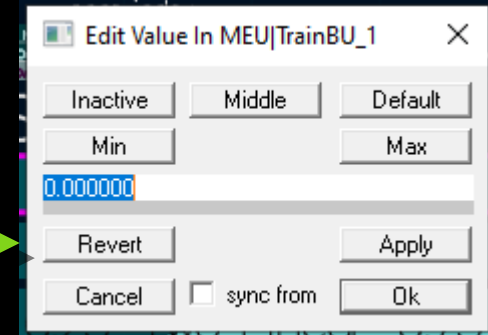 Edit Value In MEU|TrainBU_1
Inactive Middle Default
Min Max
0.000000
Revert Apply
Cancel sync from Ok